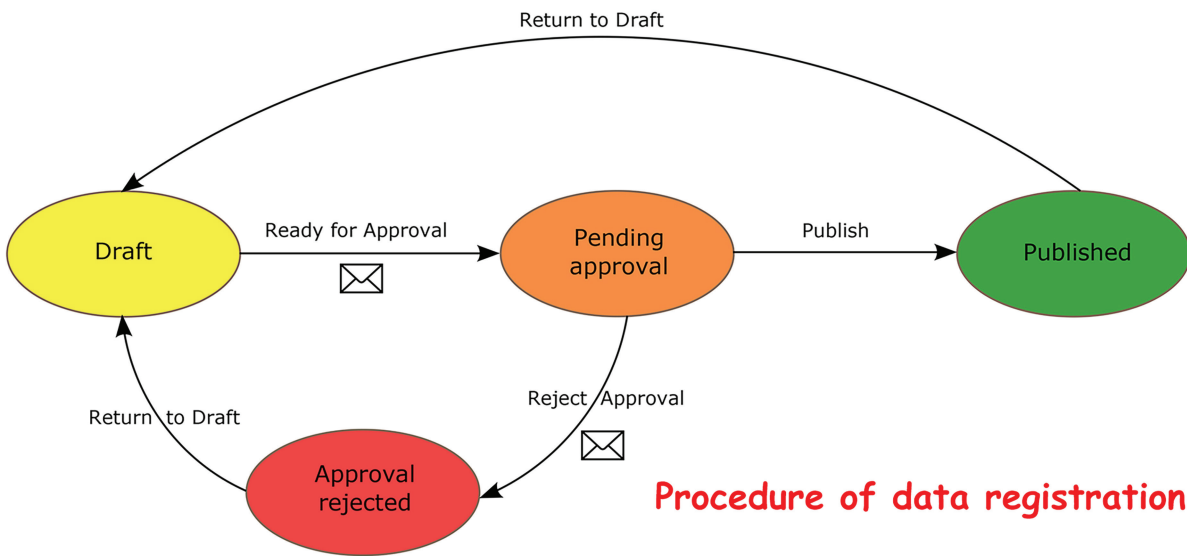 Return to Draft
Draft
Ready for Approval
Pending
approval
Publish
Published
Reject Approval
Return to Draft
Approval
rejected
Procedure of data registration